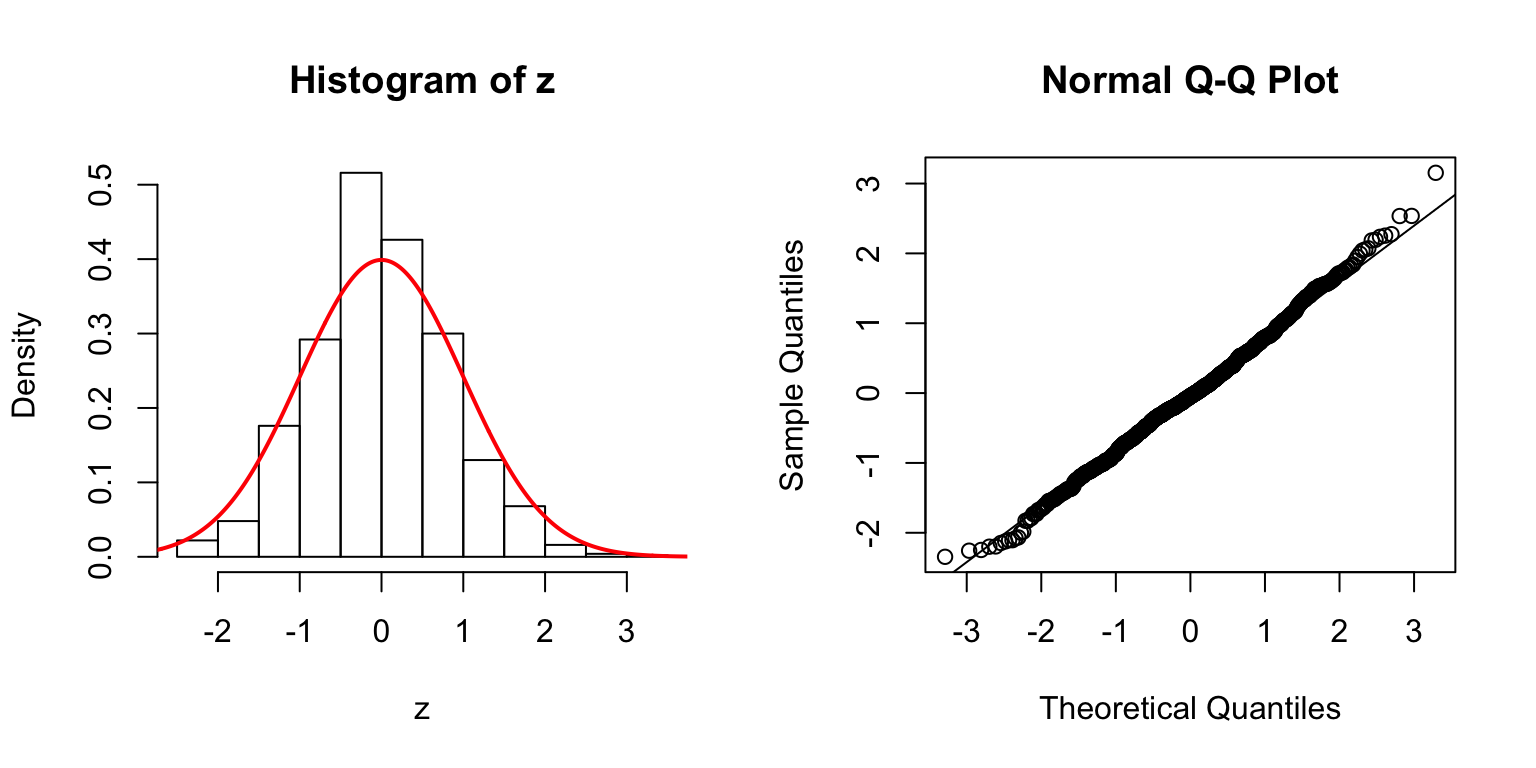 Histogram of z
Density
0.0 0.1 0.2 0.3 0.4 0.5
-2 -1 0 1 2 3
z
Normal Q-Q Plot
Sample Quantiles
-2 -1 0 1 2 3
-3 -2 -1 0 1 2 3
Theoretical Quantiles